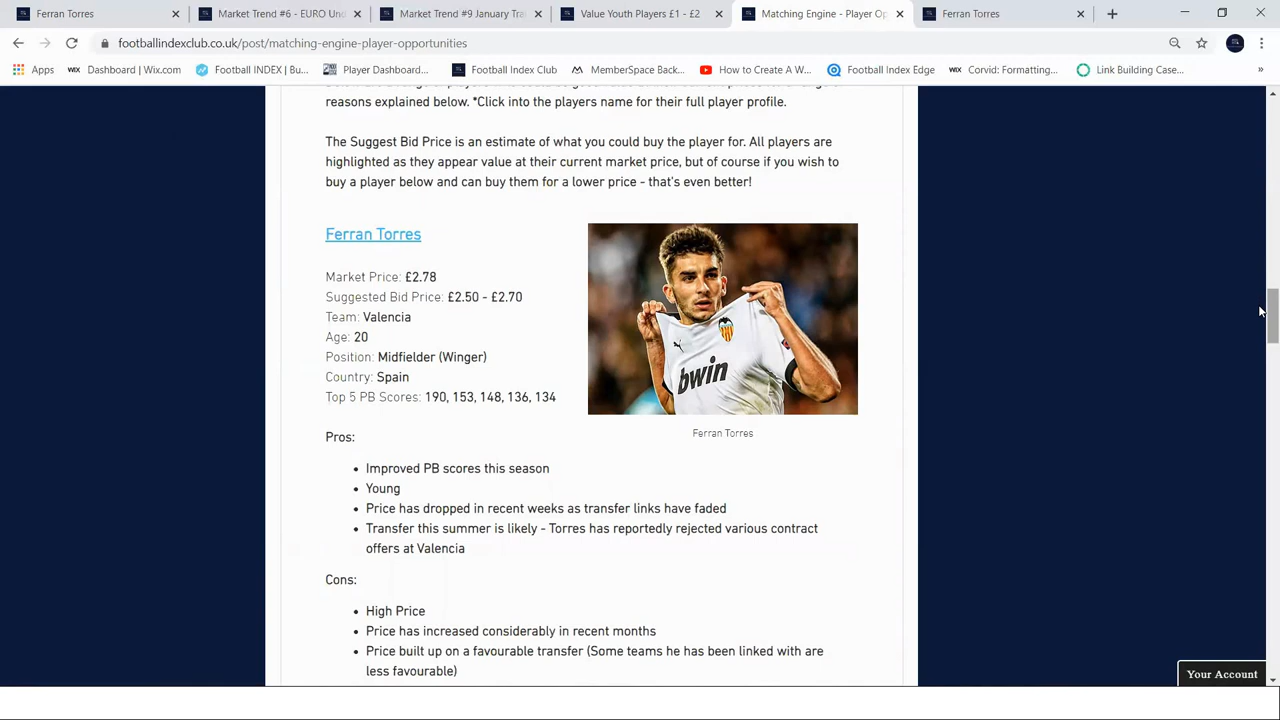 Ferran Torres
Market Trend #6 - EURO Und
Market Trend #9 January Tra
Value Youth Players £1 - £2
Matching Engine - Player Op
Ferran Torres
footballindexclub.co.uk/post/matching-engine-player-opportunities
Apps
Dashboard | Wix.com
Football INDEX | Bu...
Player Dashboard...
Football Index Club
MemberSpace Back...
How to Create A W...
Football Index Edge
Corvid: Formatting...
Link Building Case...
reasons explained below. *Click into the players name for their full player profile.
The Suggest Bid Price is an estimate of what you could buy the player for. All players are
highlighted as they appear value at their current market price, but of course if you wish to
buy a player below and can buy them for a lower price - that's even better!
Ferran Torres
Market Price: £2.78
Suggested Bid Price: £2.50 - £2.70
Team: Valencia
Age: 20
Position: Midfielder (Winger)
Country: Spain
Top 5 PB Scores: 190, 153, 148, 136, 134
bwin
Ferran Torres
Pros:
• Improved PB scores this season
• Young
• Price has dropped in recent weeks as transfer links have faded
• Transfer this summer is likely - Torres has reportedly rejected various contract
offers at Valencia
Cons:
• High Price
• Price has increased considerably in recent months
• Price built up on a favourable transfer (Some teams he has been linked with are
less favourable)
Your Account